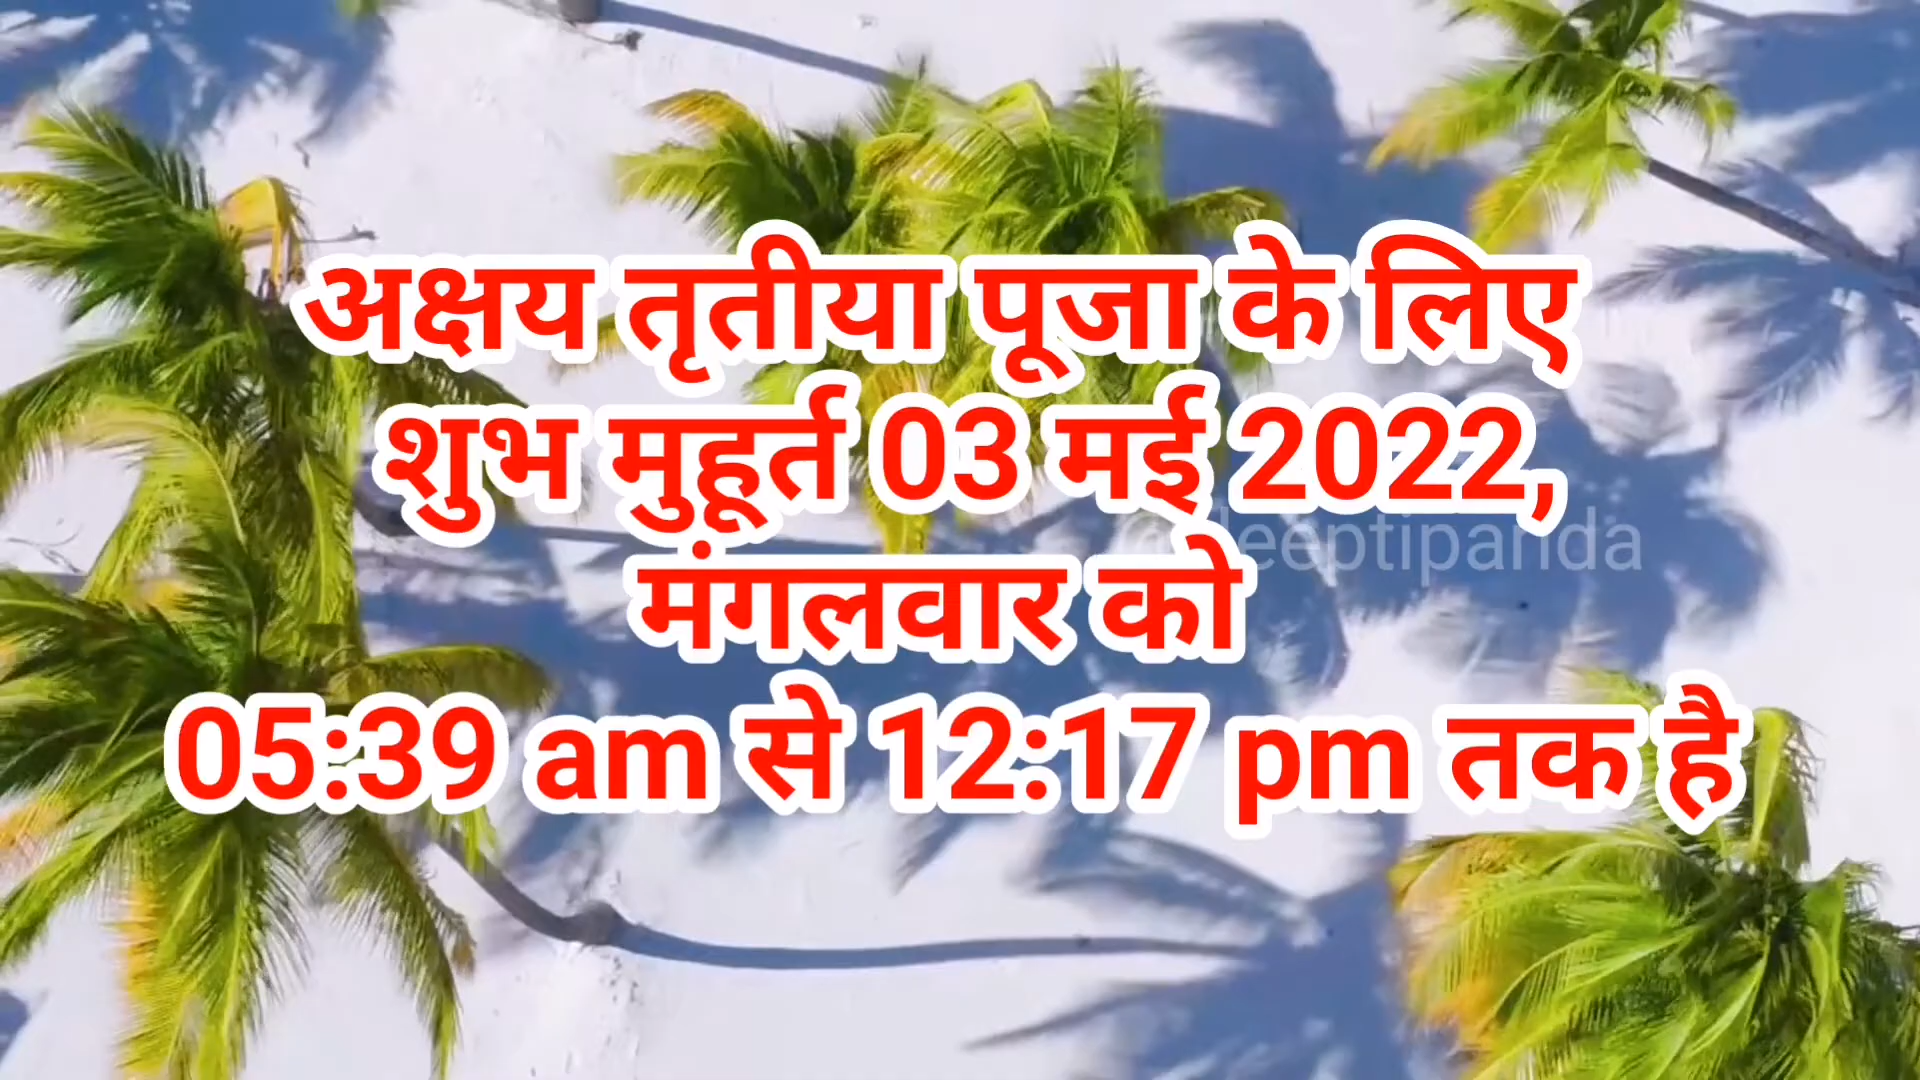 अक्षय तृतीया पूजा के लिए
शुभ मुहूर्त 03 मई 2022,
मंगलवार को
05:39 am से 12:17 pm तक है